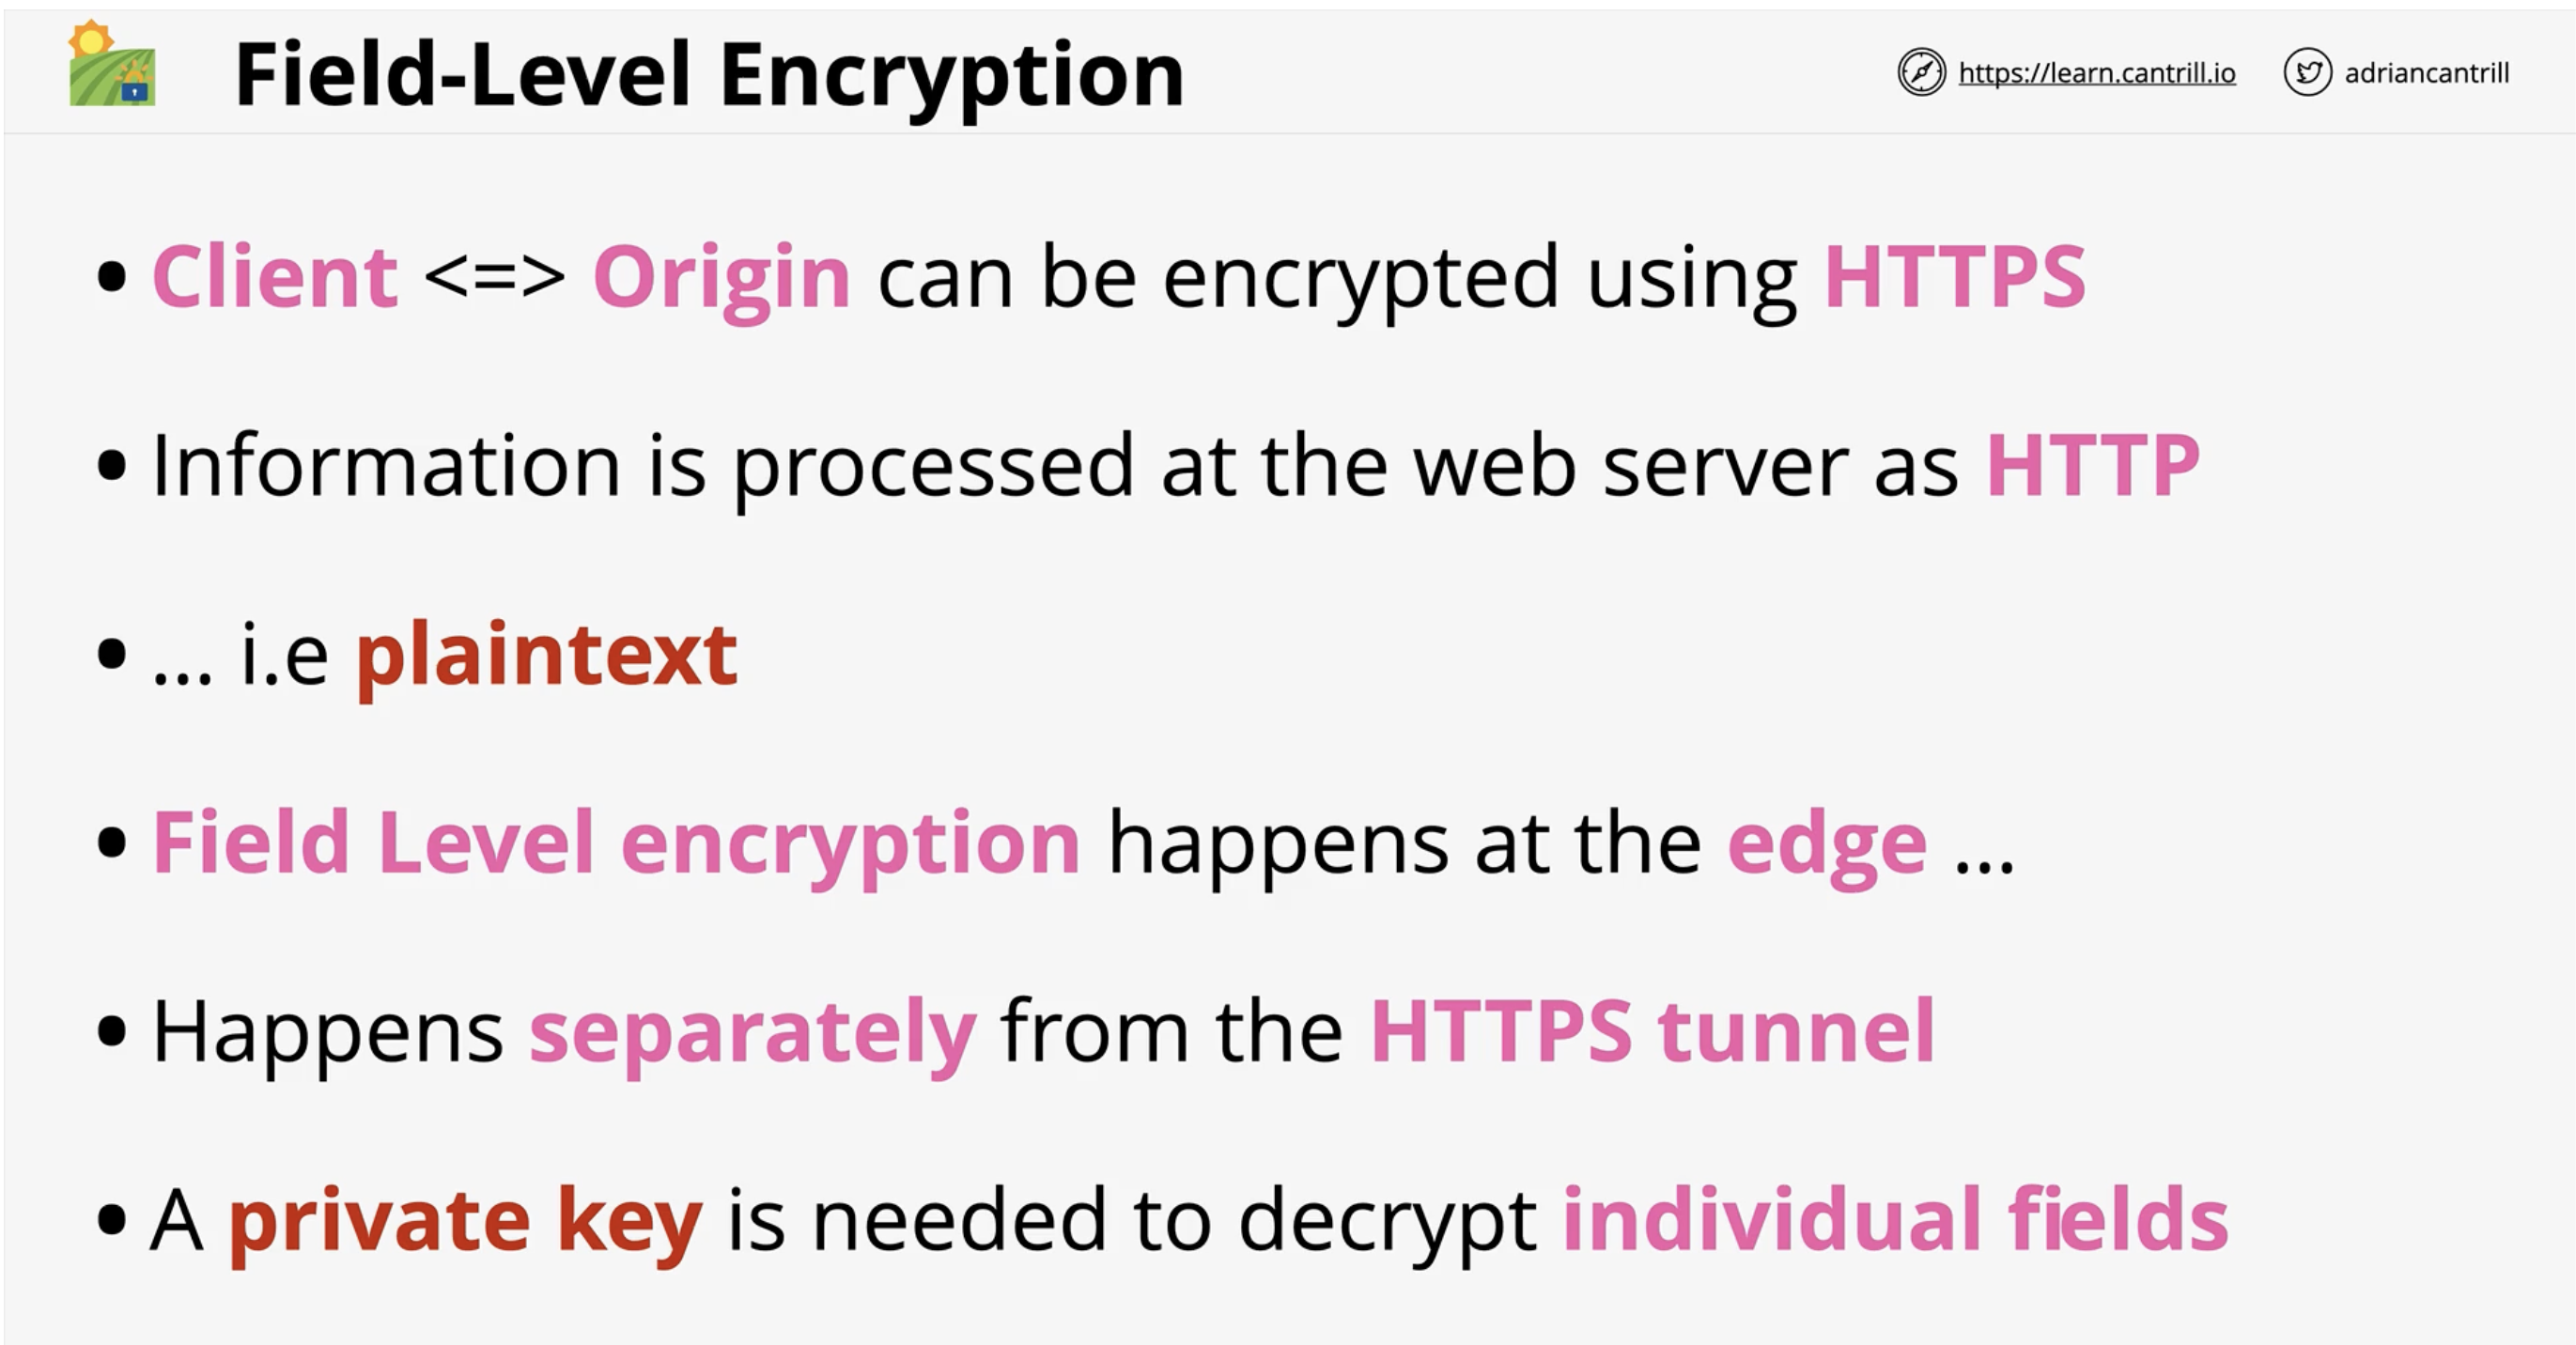 Field-Level Encryption
https://learn.cantrill.io
adriancantrill
• Client <=> Origin can be encrypted using HTTPS
• Information is processed at the web server as HTTP
• ... i.e plaintext
• Field Level encryption happens at the edge ...
• Happens separately from the HTTPS tunnel
• A private key is needed to decrypt individual fields